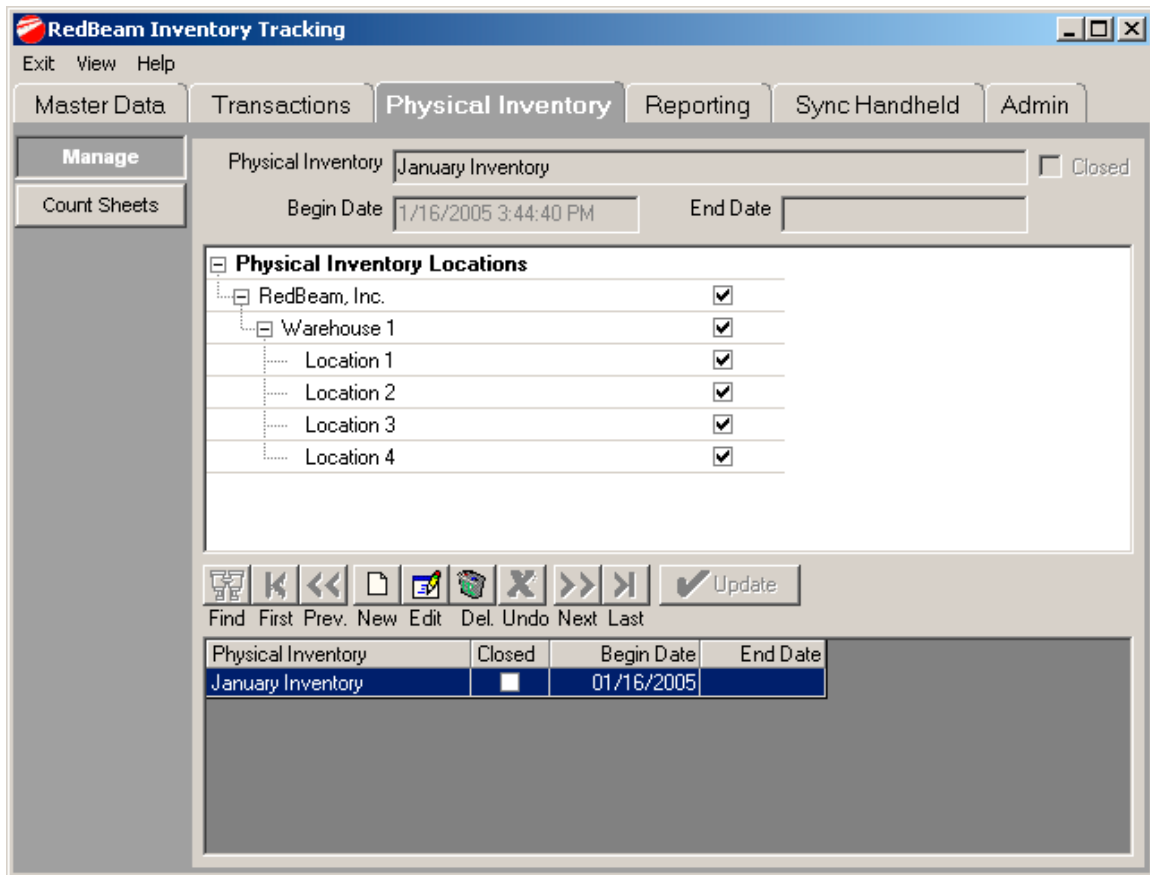 RedBeam Inventory Tracking
Exit View Help
Master Data Transactions Physical Inventory Reporting Sync Handheld Admin
Manage
Count Sheets
Physical Inventory January Inventory Closed
Begin Date 1/16/2005 3:44:40 PM End Date
Physical Inventory Locations
RedBeam, Inc.
Warehouse 1
Location 1
Location 2
Location 3
Location 4
Update
Find First Prev. New Edit Del. Undo Next Last
Physical Inventory Closed Begin Date End Date
January Inventory 01/16/2005